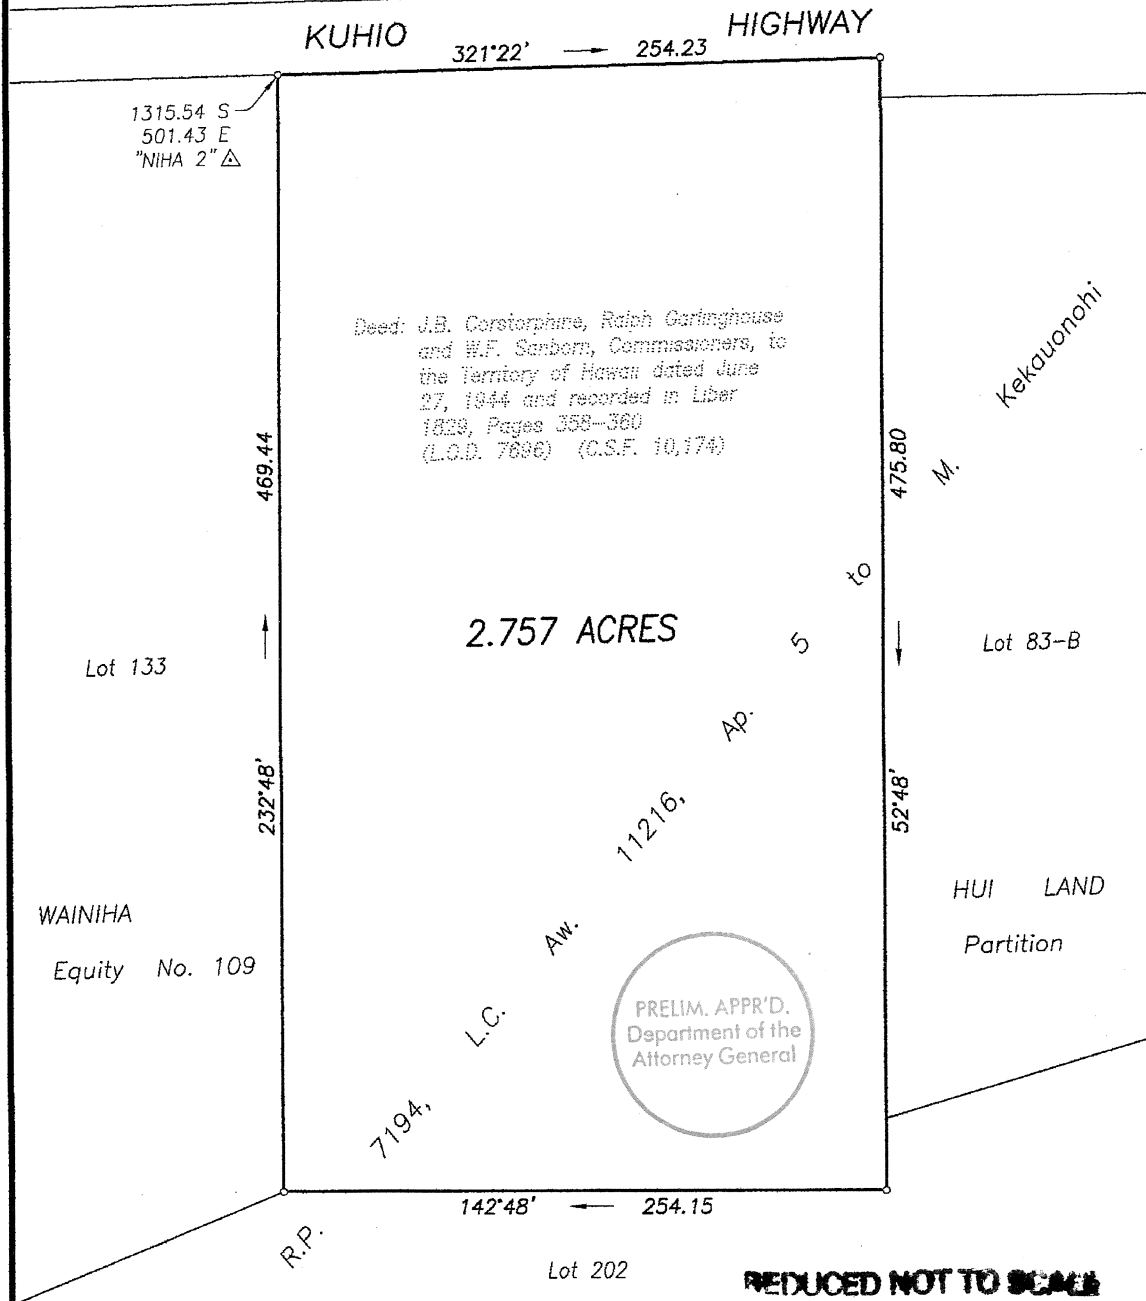 KUHIO HIGHWAY
321°22' 254.23
1315.54 S
501.43 E
"NIHA 2"
Deed: J.B. Corstorphine, Ralph Garlinghouse
and W.F. Sanborn, Commissioners, to
the Territory of Hawaii dated June
27, 1944 and recorded in Liber
1829, Pages 358-360
(L.O.D. 7696) (C.S.F. 10,174)
469.44
232°48'
475.80
52°48'
2.757 ACRES
Lot 133
Lot 83-B
R.P. 7194, L.C. Aw. 11216, Ap. 5 to M. Kekauonohi
WAINIHA
Equity No. 109
HUI LAND
Partition
PRELIM. APPR'D.
Department of the
Attorney General
142°48' 254.15
Lot 202
REDUCED NOT TO SCALE